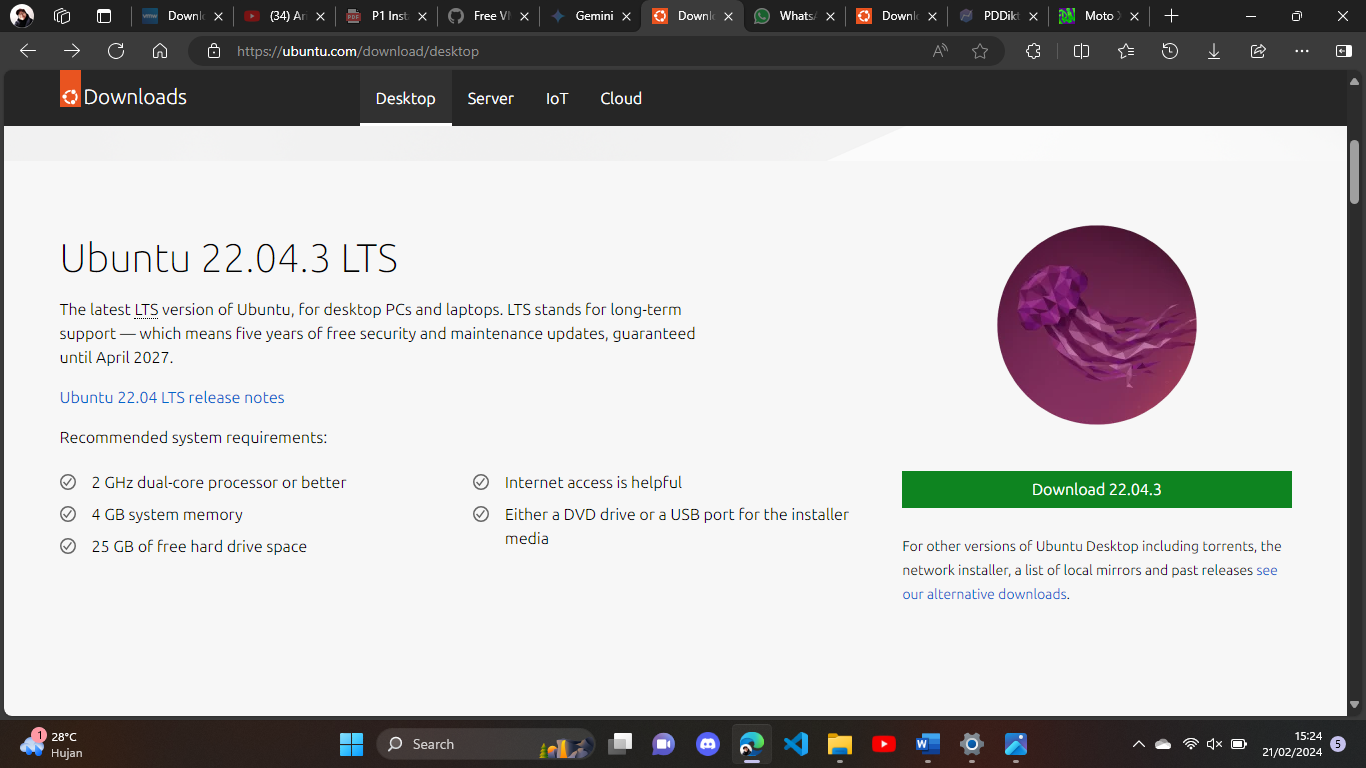 Downl
(34) Ar
P1 Inst
Free VI
Gemini
Downl
Whats
Downl
PDDikt
Moto
https://ubuntu.com/download/desktop
Downloads
Desktop
Server
IoT
Cloud
Ubuntu 22.04.3 LTS
The latest LTS version of Ubuntu, for desktop PCs and laptops. LTS stands for long-term
support — which means five years of free security and maintenance updates, guaranteed
until April 2027.
Ubuntu 22.04 LTS release notes
Recommended system requirements:
2 GHz dual-core processor or better
4 GB system memory
25 GB of free hard drive space
Internet access is helpful
Either a DVD drive or a USB port for the installer
media
Download 22.04.3
For other versions of Ubuntu Desktop including torrents, the
network installer, a list of local mirrors and past releases see
our alternative downloads.
1
28°C
Hujan
Search
15:24
21/02/2024
5